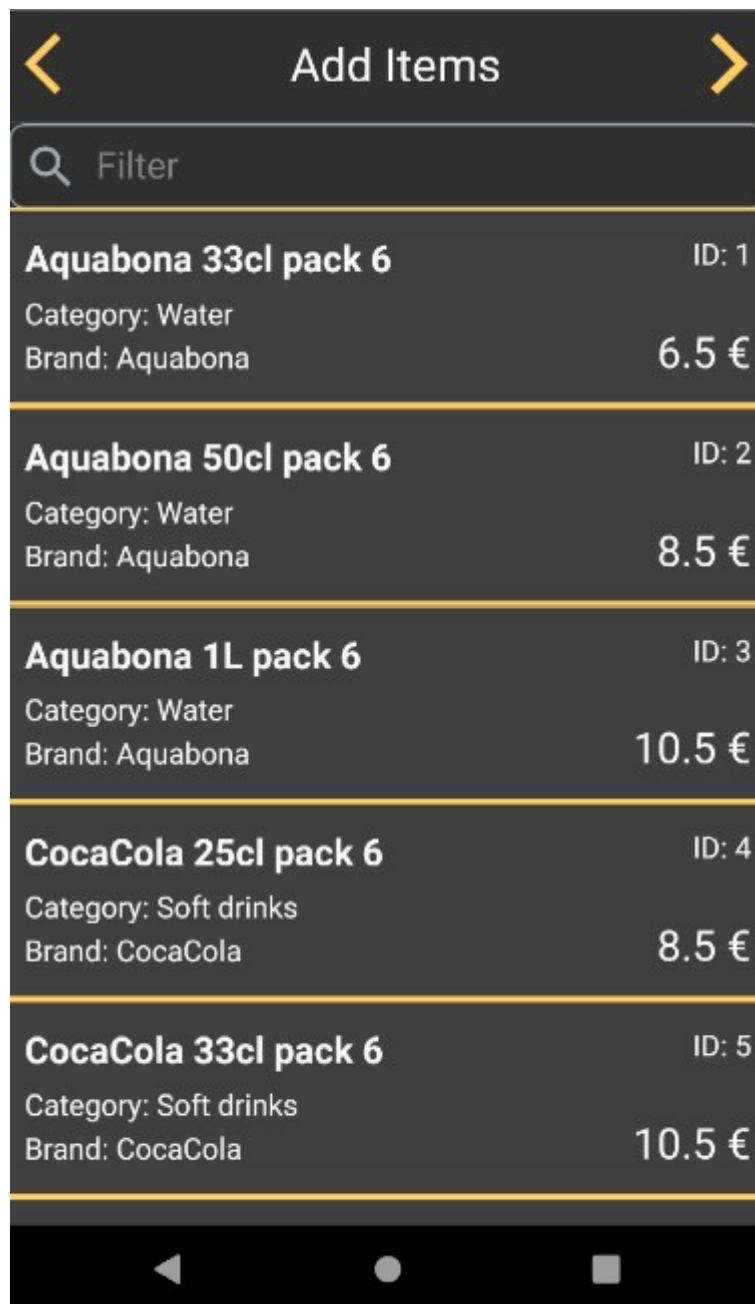 Add Items
Filter
Aquabona 33cl pack 6 ID: 1
Category: Water
Brand: Aquabona 6.5 €
Aquabona 50cl pack 6 ID: 2
Category: Water
Brand: Aquabona 8.5 €
Aquabona 1L pack 6 ID: 3
Category: Water
Brand: Aquabona 10.5 €
CocaCola 25cl pack 6 ID: 4
Category: Soft drinks
Brand: CocaCola 8.5 €
CocaCola 33cl pack 6 ID: 5
Category: Soft drinks
Brand: CocaCola 10.5 €